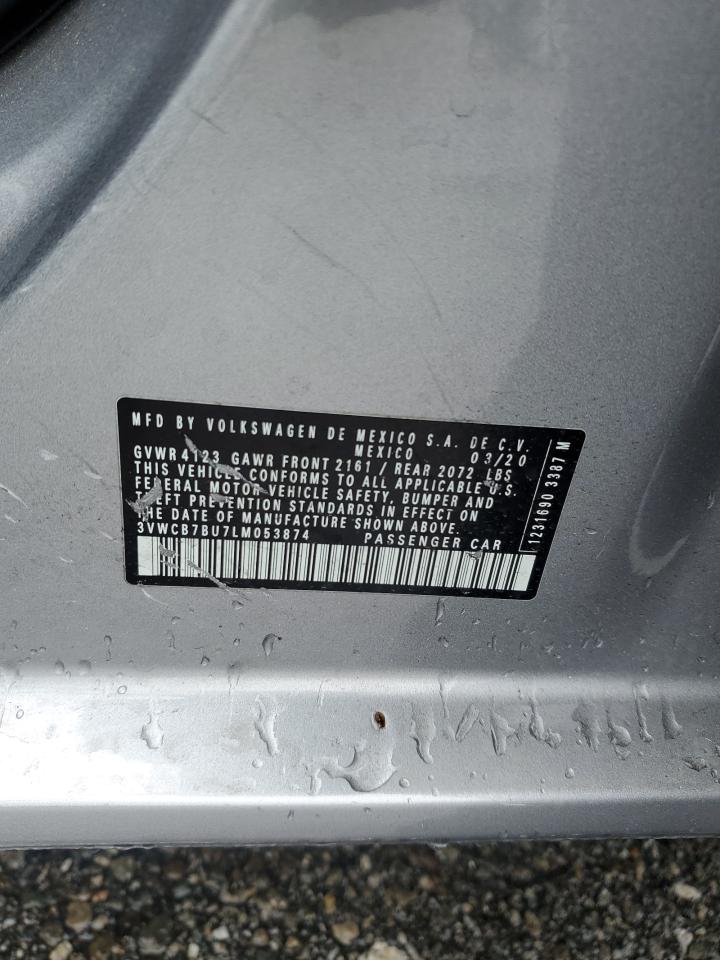 MFD BY VOLKSWAGEN DE MEXICO S.A. DE C.V.
MEXICO 03/20
GVWR 4123 GAWR FRONT 2161 / REAR 2072 LBS
THIS VEHICLE CONFORMS TO ALL APPLICABLE U.S.
FEDERAL MOTOR VEHICLE SAFETY, BUMPER AND
THEFT PREVENTION STANDARDS IN EFFECT ON
THE DATE OF MANUFACTURE SHOWN ABOVE.
3VWCB7BU7LM053874 PASSENGER CAR
1231690 3387 M